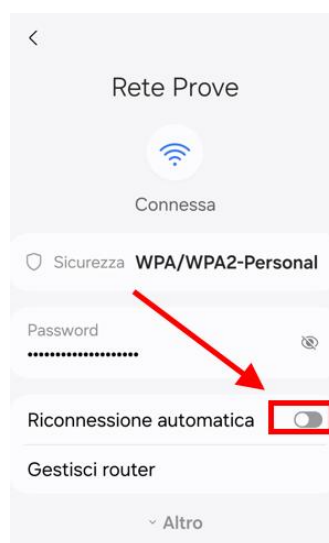 Rete Prove
Connessa
Sicurezza WPA/WPA2-Personal
Password
••••••••••••••••••••
Riconnessione automatica
Gestisci router
Altro